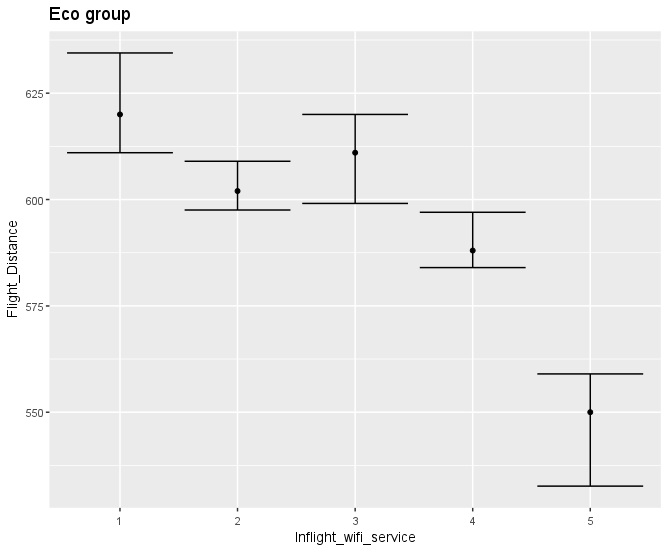 Eco group
625
600
575
550
Flight_Distance
1 2 3 4 5
Inflight_wifi_service